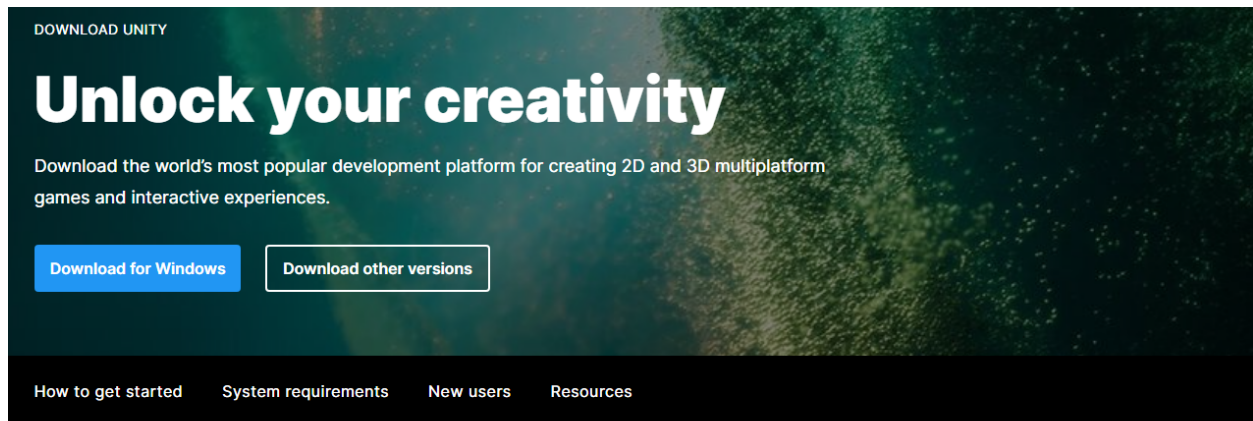 DOWNLOAD UNITY
Unlock your creativity
Download the world’s most popular development platform for creating 2D and 3D multiplatform
games and interactive experiences.
Download for Windows
Download other versions
How to get started
System requirements
New users
Resources